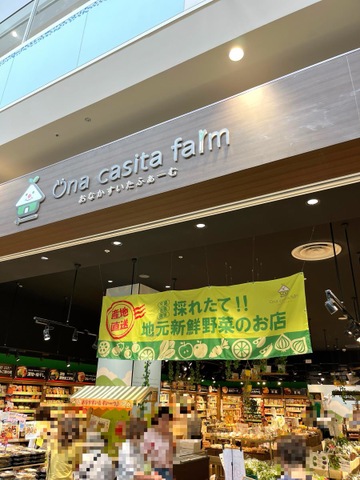 Ona casita farm
おなかすいたふぁーむ
産地
直送
採れたて!!
地元新鮮野菜のお店